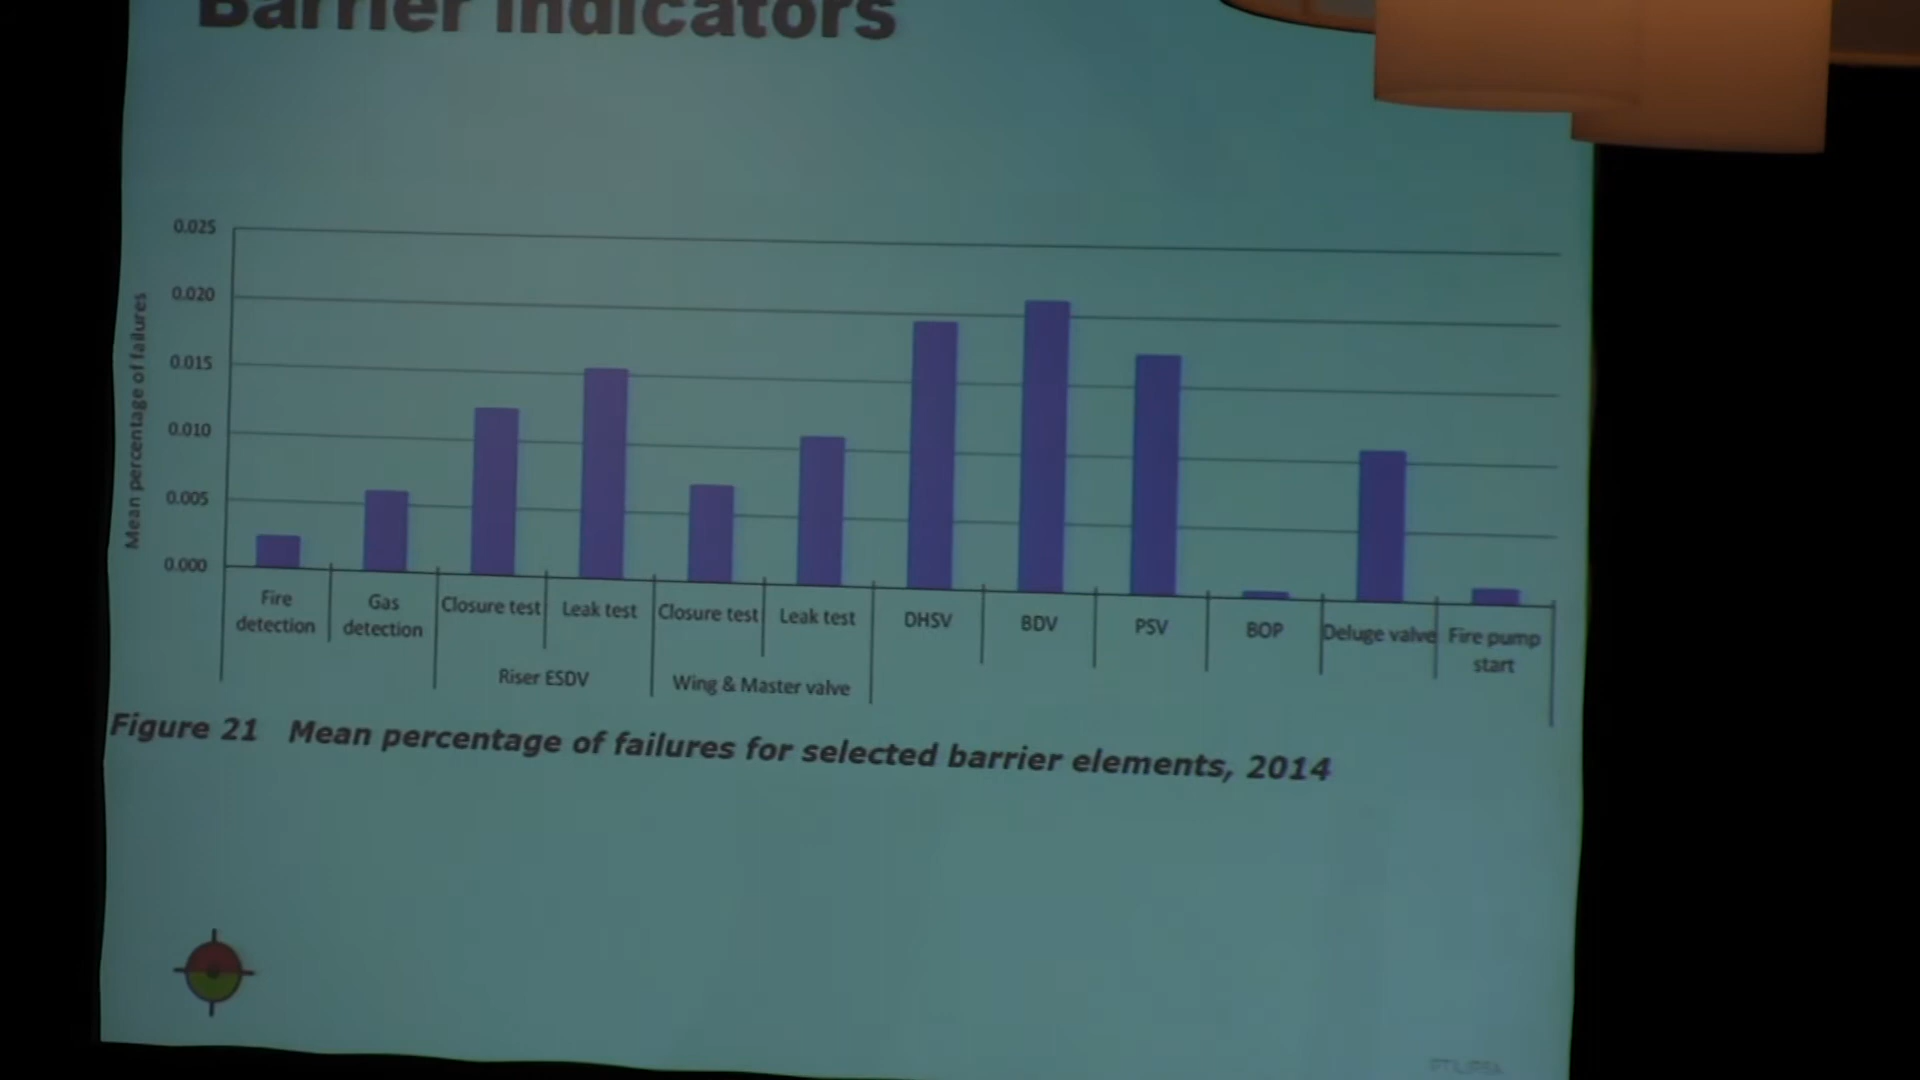 Barrier Indicators
0.025
0.020
0.015
0.010
0.005
0.000
Mean percentage of failures
Fire detection
Gas detection
Closure test
Leak test
Closure test
Leak test
DHSV
BDV
PSV
BOP
Deluge valve
Fire pump start
Riser ESDV
Wing & Master valve
Figure 21 Mean percentage of failures for selected barrier elements, 2014